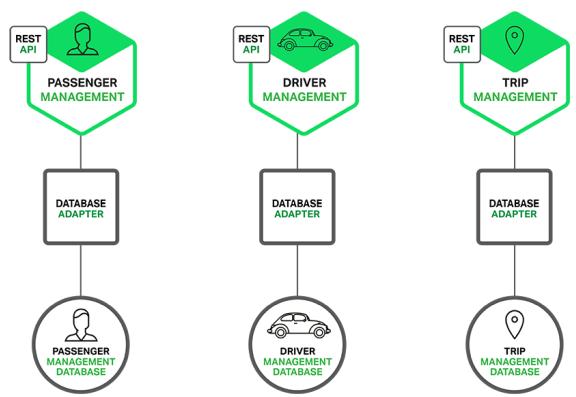 REST
API
PASSENGER
MANAGEMENT
DATABASE
ADAPTER
PASSENGER
MANAGEMENT
DATABASE
REST
API
DRIVER
MANAGEMENT
DATABASE
ADAPTER
DRIVER
MANAGEMENT
DATABASE
REST
API
TRIP
MANAGEMENT
DATABASE
ADAPTER
TRIP
MANAGEMENT
DATABASE